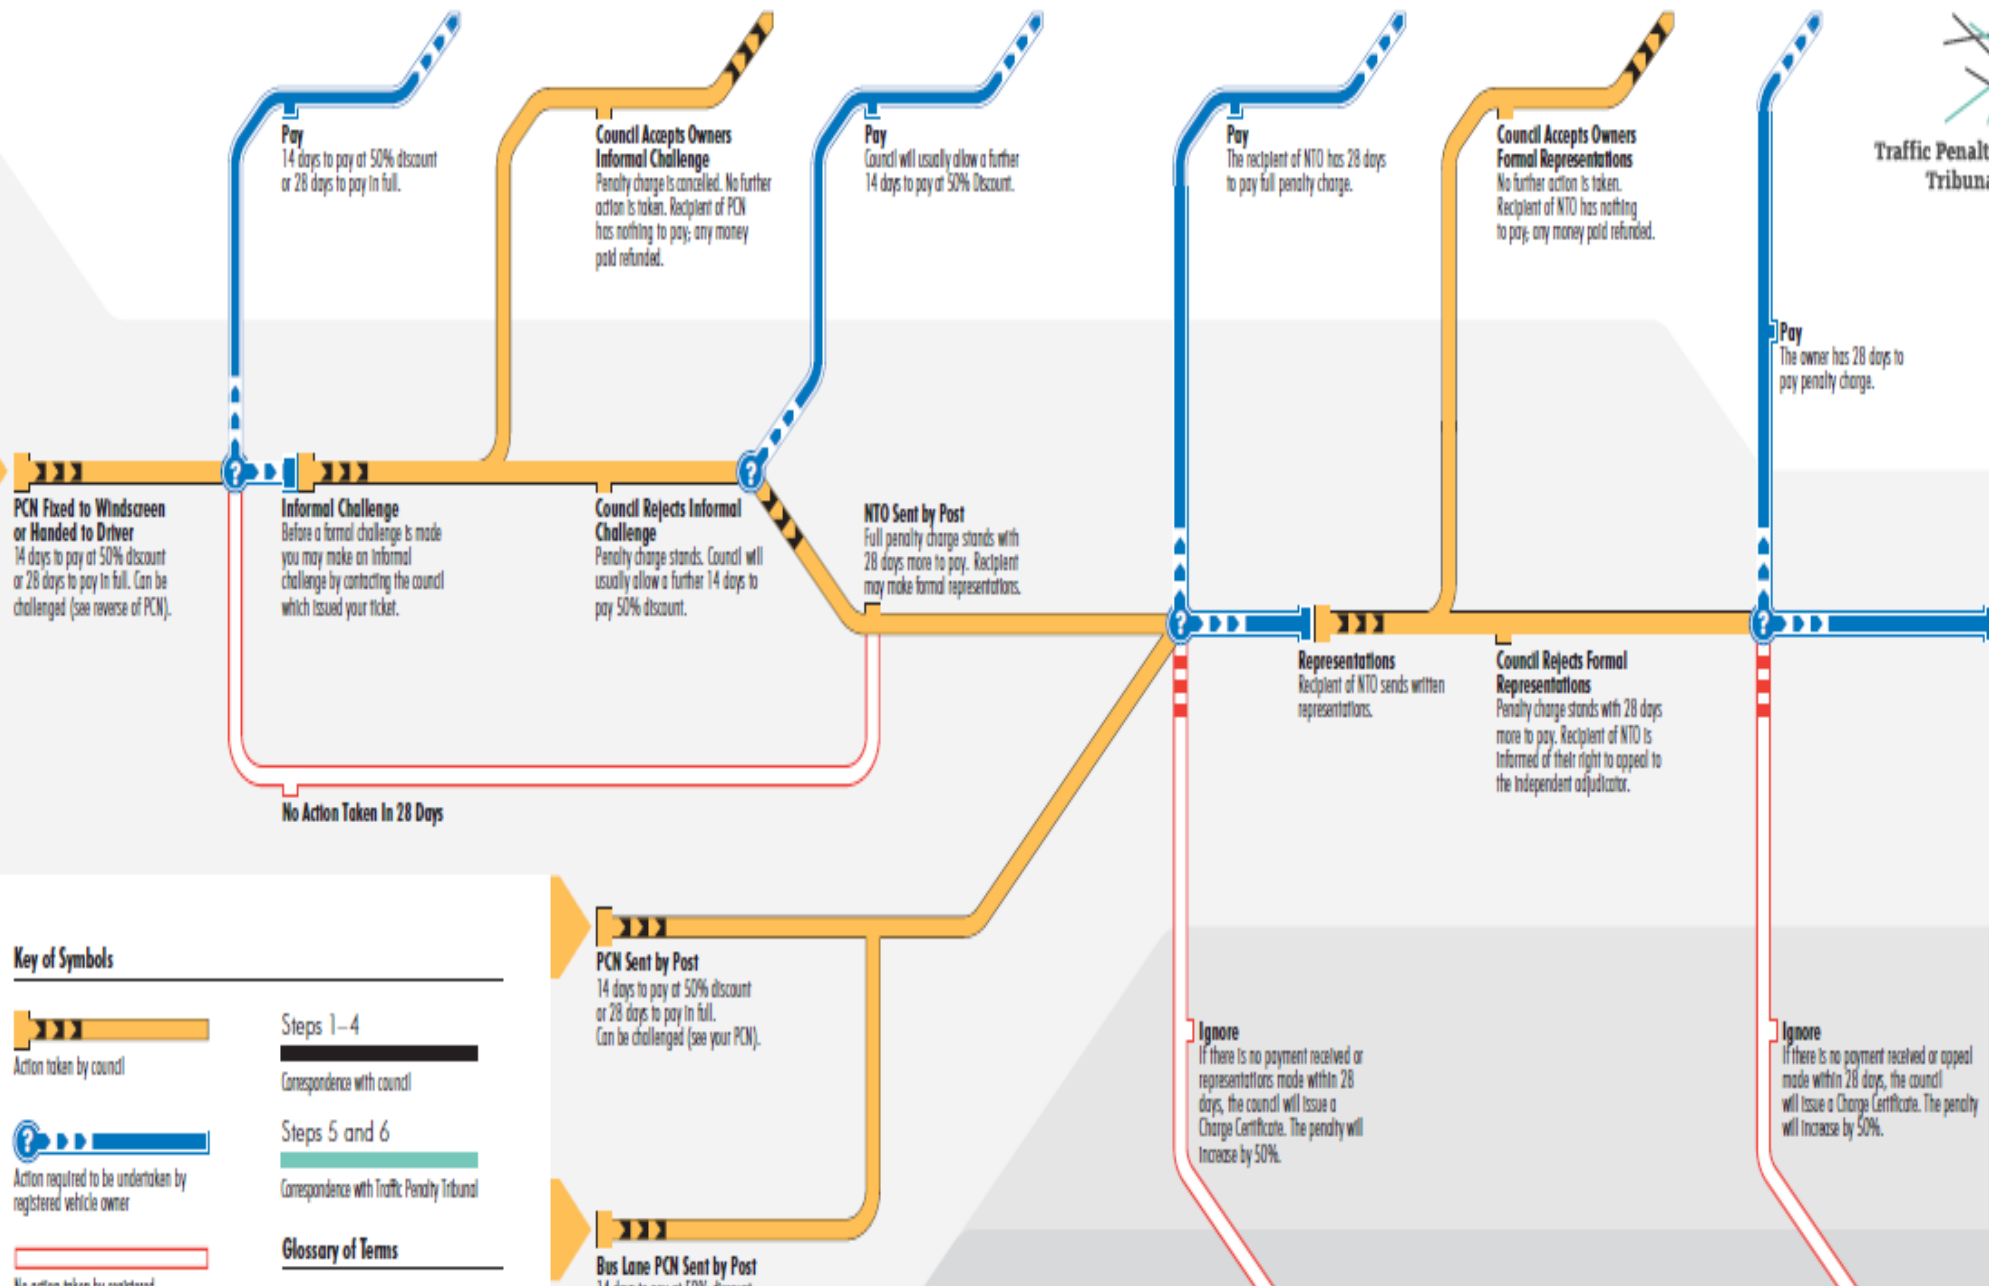 Pay
14 days to pay at 50% discount
or 28 days to pay in full.
Council Accepts Owners
Informal Challenge
Penalty charge is cancelled. No further
action is taken. Recipient of PCN
has nothing to pay; any money
paid refunded.
Pay
Council will usually allow a further
14 days to pay at 50% Discount.
Pay
The recipient of NTO has 28 days
to pay full penalty charge.
Council Accepts Owners
Formal Representations
No further action is taken.
Recipient of NTO has nothing
to pay; any money paid refunded.
Traffic Penalt
Tribuna
Pay
The owner has 28 days to
pay penalty charge.
?
?
PCN Fixed to Windscreen
or Handed to Driver
14 days to pay at 50% discount
or 28 days to pay in full. Can be
challenged (see reverse of PCN).
Informal Challenge
Before a formal challenge is made
you may make an informal
challenge by contacting the council
which issued your ticket.
Council Rejects Informal
Challenge
Penalty charge stands. Council will
usually allow a further 14 days to
pay 50% discount.
NTO Sent by Post
Full penalty charge stands with
28 days more to pay. Recipient
may make formal representations.
?
?
Representations
Recipient of NTO sends written
representations.
Council Rejects Formal
Representations
Penalty charge stands with 28 days
more to pay. Recipient of NTO is
informed of their right to appeal to
the independent adjudicator.
No Action Taken In 28 Days
PCN Sent by Post
14 days to pay at 50% discount
or 28 days to pay in full.
Can be challenged (see your PCN).
Ignore
If there is no payment received or
representations made within 28
days, the council will issue a
Charge Certificate. The penalty will
increase by 50%.
Ignore
If there is no payment received or appeal
made within 28 days, the council
will issue a Charge Certificate. The penalty
will increase by 50%.
Key of Symbols
Action taken by council
?
Action required to be undertaken by
registered vehicle owner
No action taken by registered
Steps 1–4
Correspondence with council
Steps 5 and 6
Correspondence with Traffic Penalty Tribunal
Glossary of Terms
Bus Lane PCN Sent by Post
14 days to pay at 50% discount